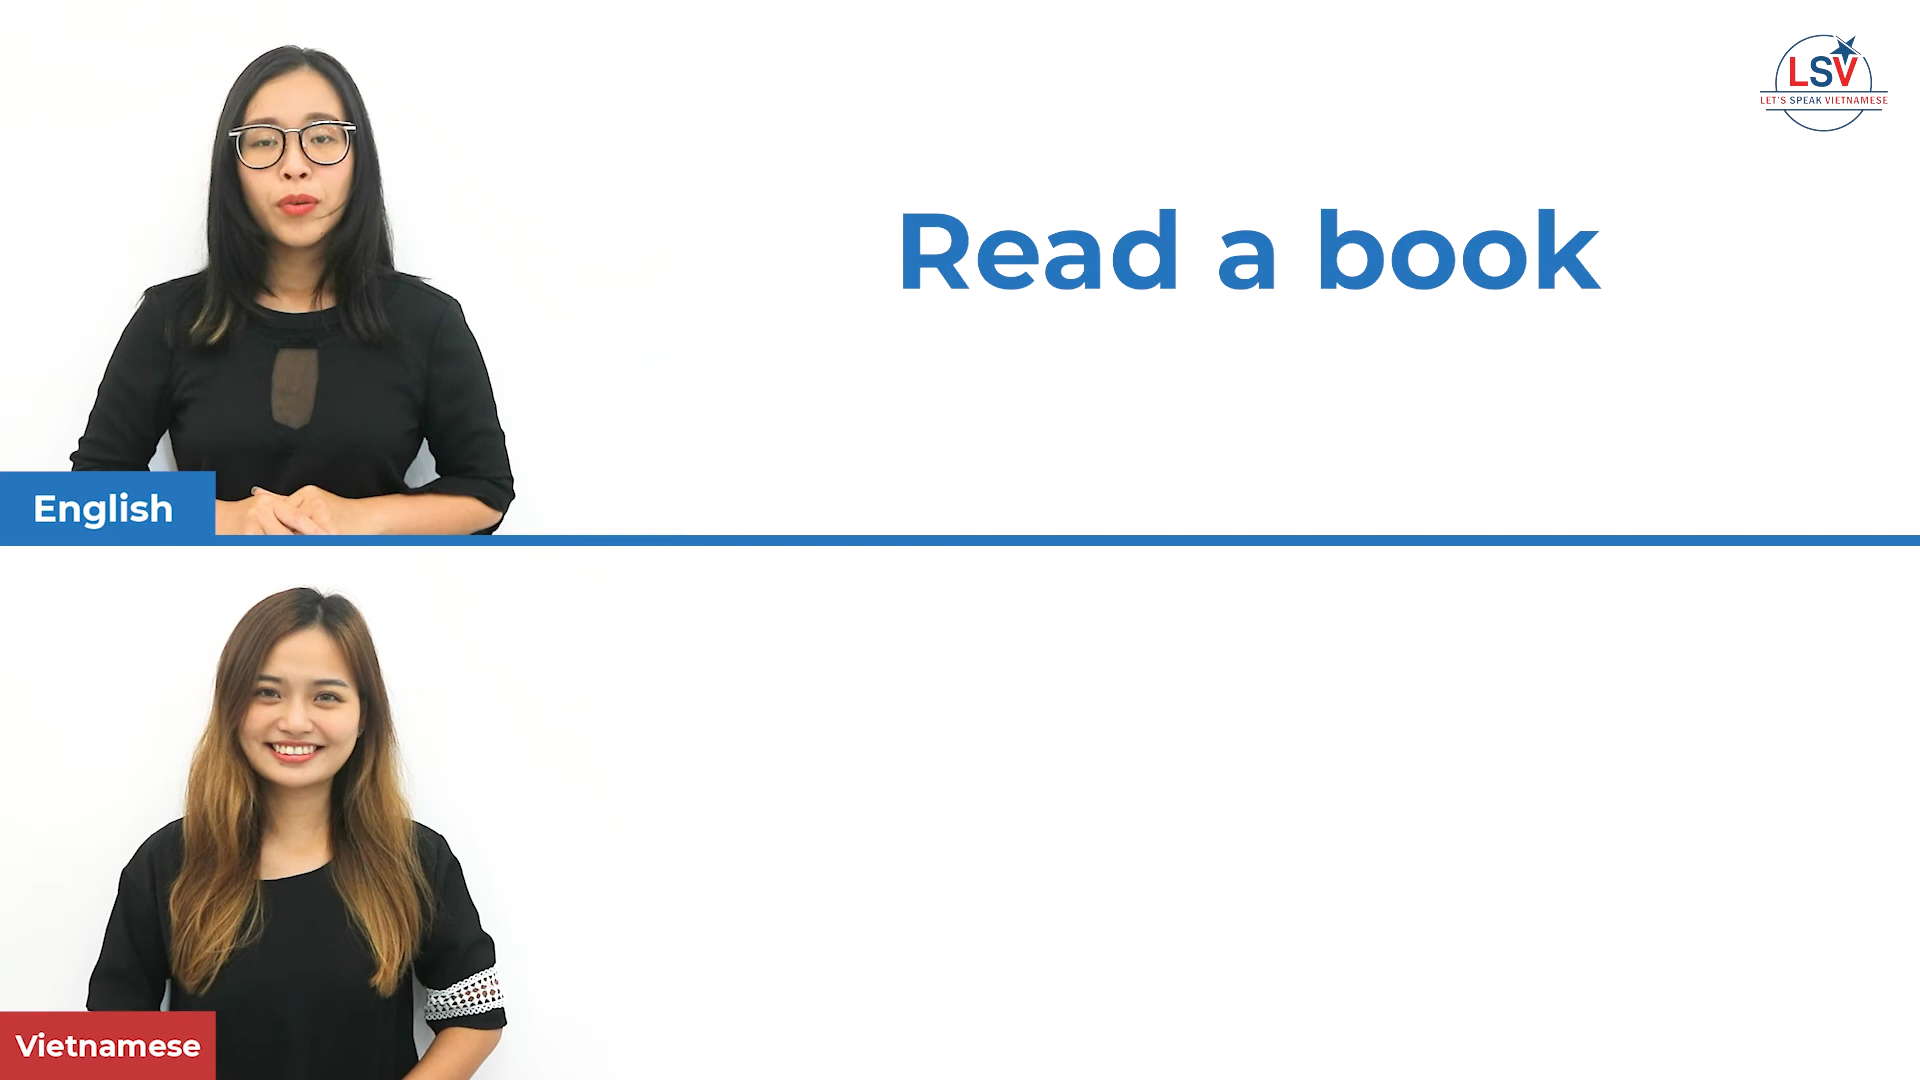 LSV
LET'S SPEAK VIETNAMESE
Read a book
English
Vietnamese